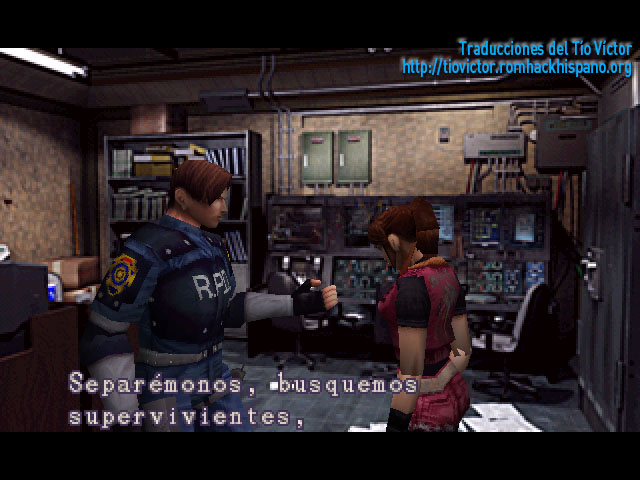 Traducciones del Tio Victor
http://tiovictor.romhackhispano.org
R.P.D.
Separémonos, busquemos
supervivientes,